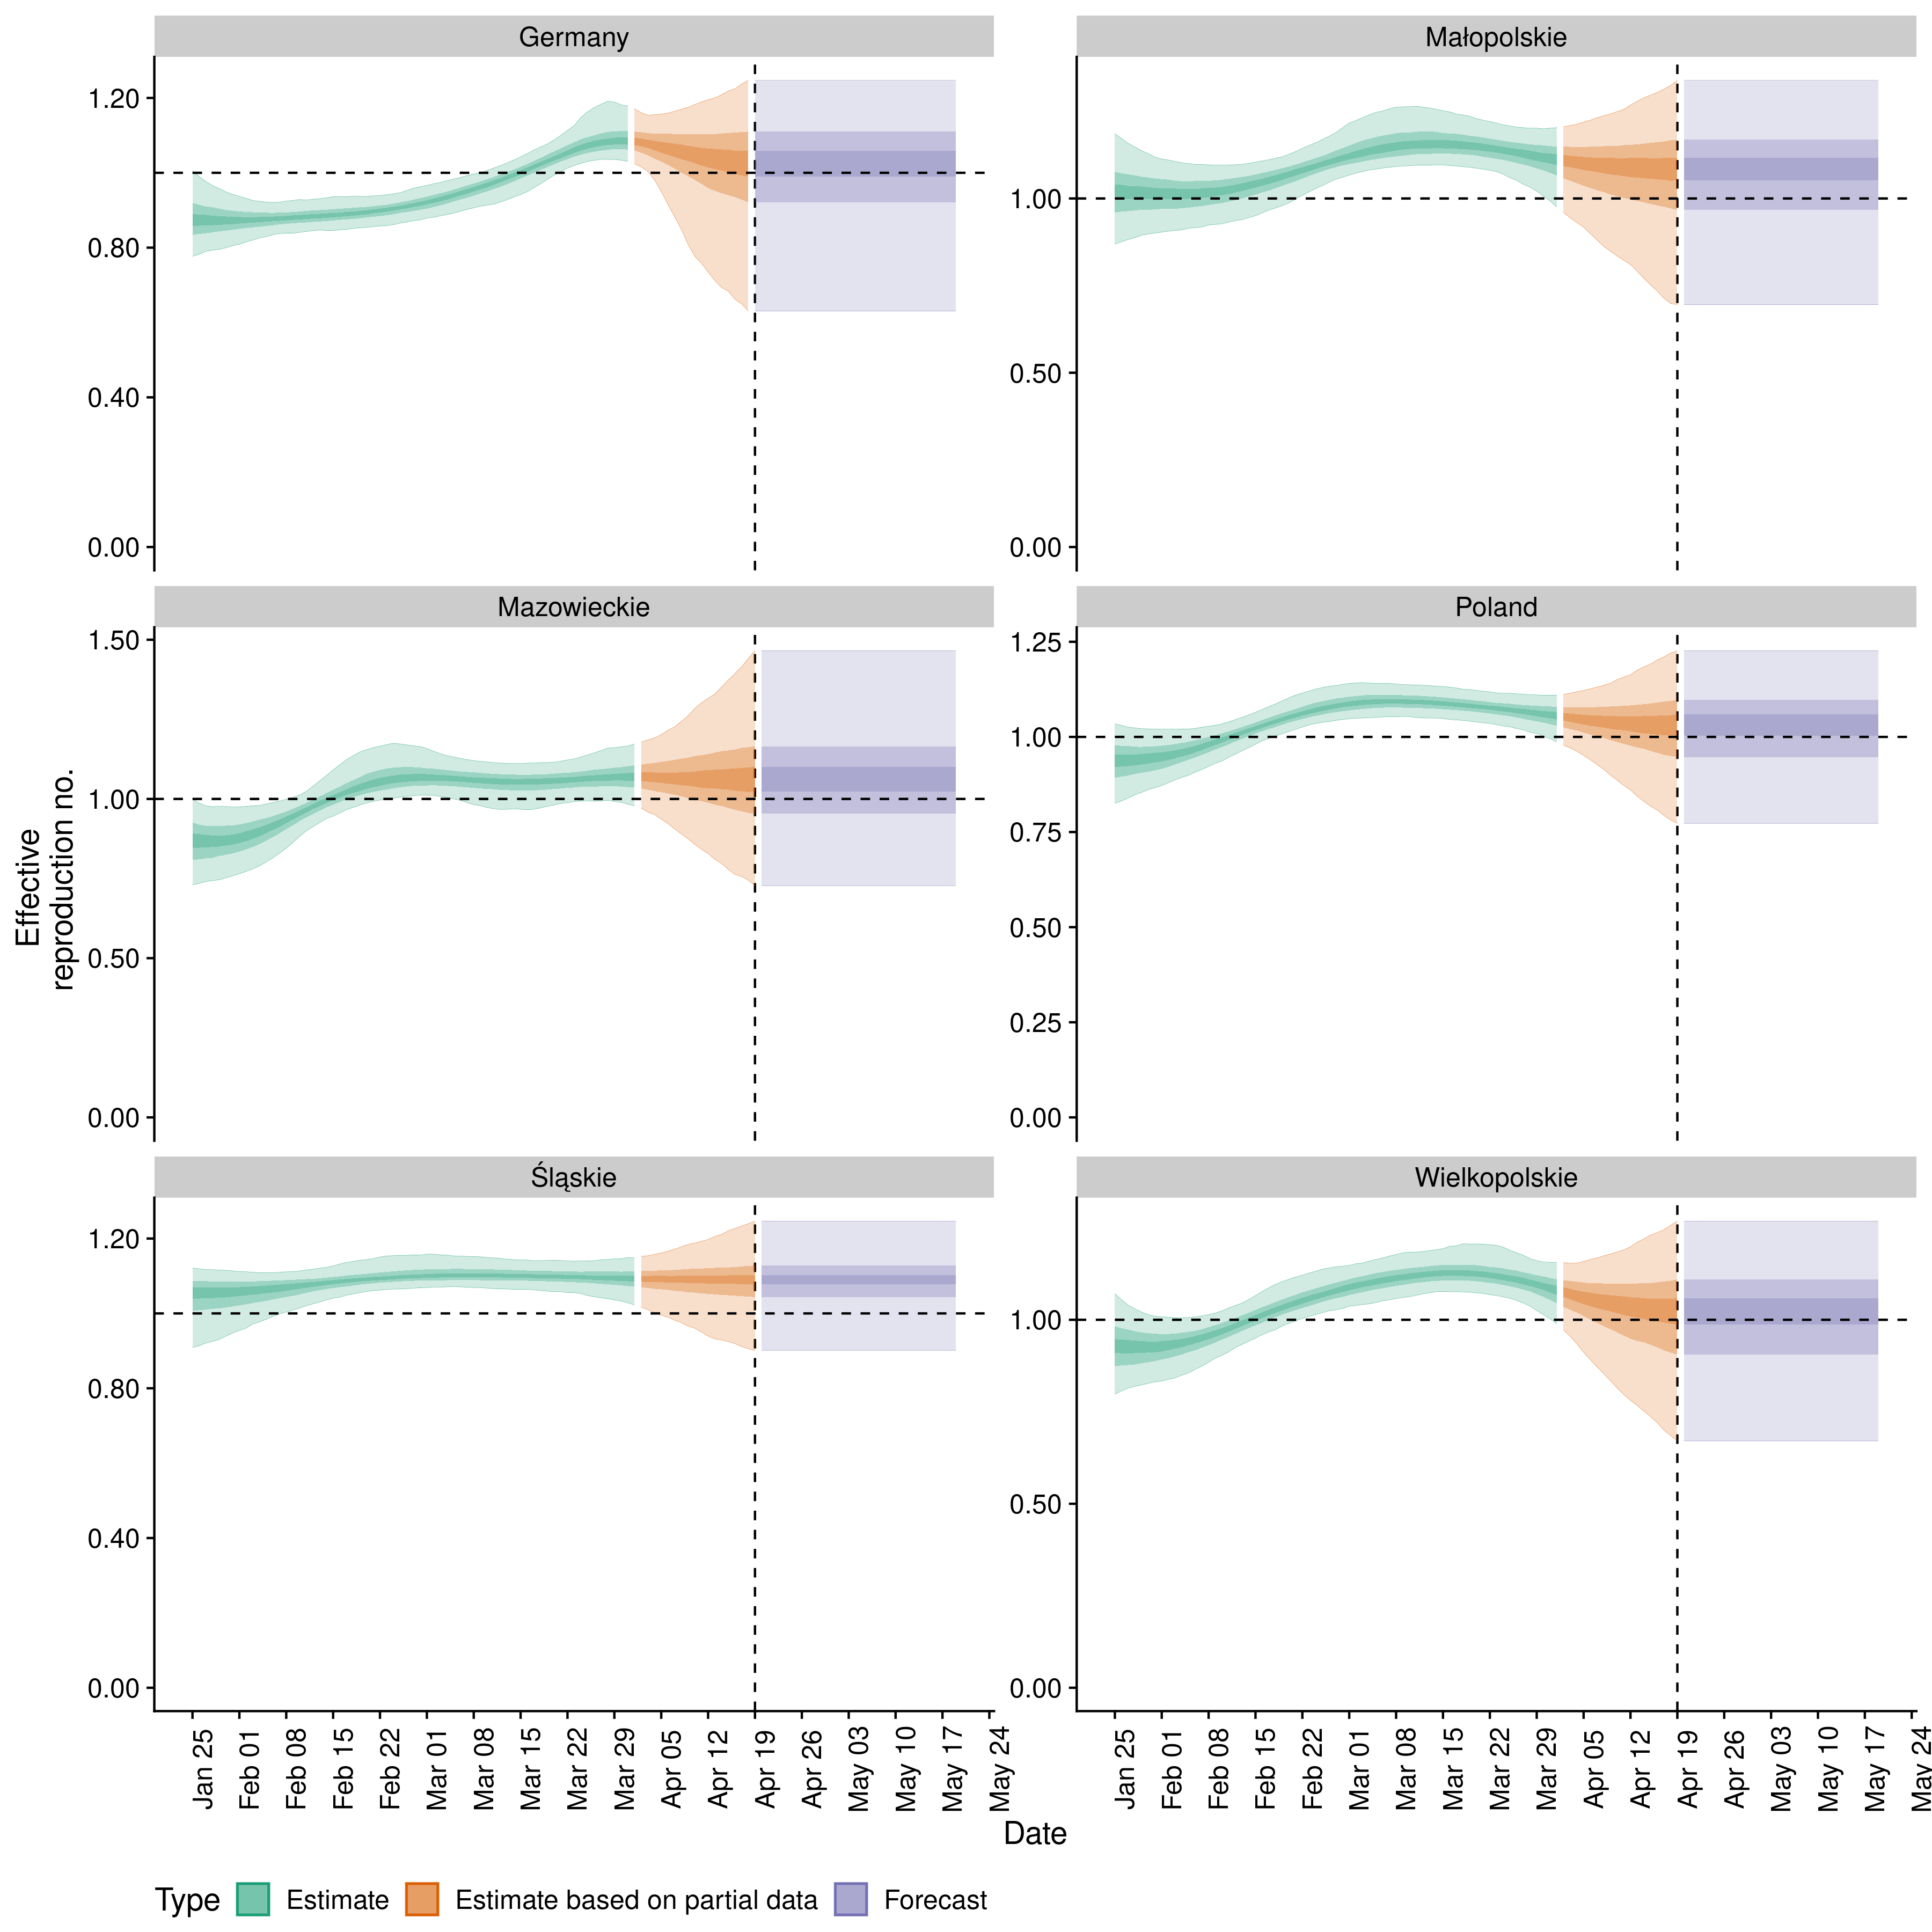 Germany
1.20
0.80
0.40
0.00
Małopolskie
1.00
0.50
0.00
Mazowieckie
1.50
1.00
0.50
0.00
Poland
1.25
1.00
0.75
0.50
0.25
0.00
Effective
reproduction no.
Śląskie
1.20
0.80
0.40
0.00
Wielkopolskie
1.00
0.50
0.00
Jan 25
Feb 01
Feb 08
Feb 15
Feb 22
Mar 01
Mar 08
Mar 15
Mar 22
Mar 29
Apr 05
Apr 12
Apr 19
Apr 26
May 03
May 10
May 17
May 24
Jan 25
Feb 01
Feb 08
Feb 15
Feb 22
Mar 01
Mar 08
Mar 15
Mar 22
Mar 29
Apr 05
Apr 12
Apr 19
Apr 26
May 03
May 10
May 17
May 24
Date
Type Estimate Estimate based on partial data Forecast